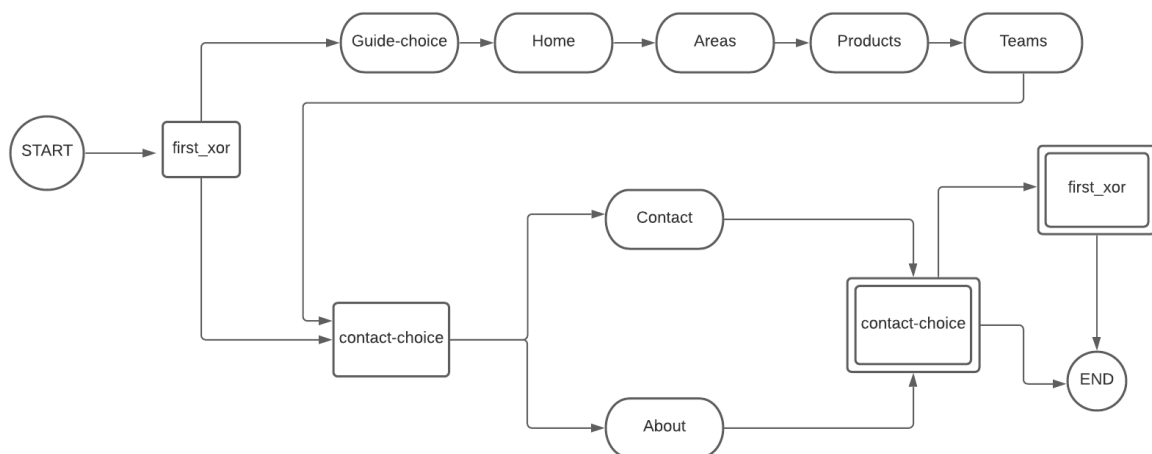 Guide-choice
Home
Areas
Products
Teams
START
first_xor
first_xor
Contact
contact-choice
contact-choice
END
About